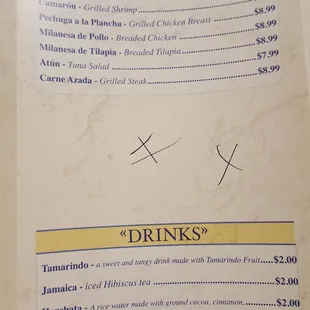 Camarón - Grilled Shrimp $8.99
Pechuga a la Plancha - Grilled Chicken Breast $8.99
Milanesa de Pollo - Breaded Chicken $8.99
Milanesa de Tilapia - Breaded Tilapia $7.99
Atún - Tuna Salad $8.99
Carne Azada - Grilled Steak
«DRINKS»
Tamarindo - a sweet and tangy drink made with Tamarindo Fruit $2.00
Jamaica - iced Hibiscus tea $2.00
Horchata - A rice water made with ground cocoa, cinnamon, $2.00